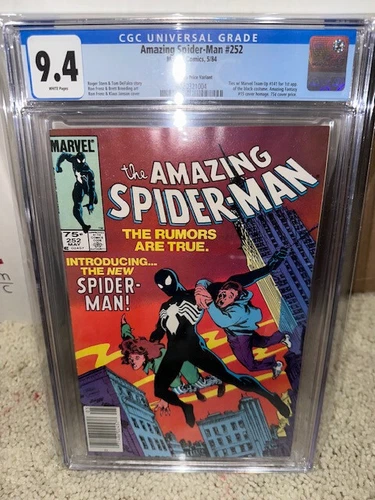 CGC UNIVERSAL GRADE
Amazing Spider-Man #252
Comics, 5/84
9.4
WHITE Pages
Price Variant
Roger Stern & Tom DeFalco story
Ron Frenz & Brett Breeding art
Ron Frenz & Klaus Janson cover
Ties w/ Marvel Team-Up #141 for 1st app.
of the black costume. Amazing Fantasy
#15 cover homage. 75¢ cover price.
MARVEL
75¢
252
MAY
the AMAZING
SPIDER-MAN
THE RUMORS
ARE TRUE.
INTRODUCING...
THE NEW
SPIDER-
MAN!